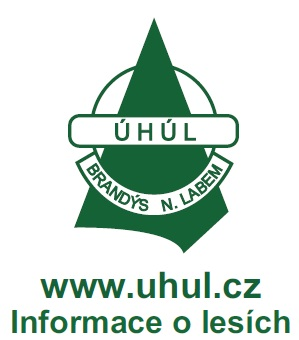 ÚHÚL
BRANDÝS N. LABEM
www.uhul.cz
Informace o lesích